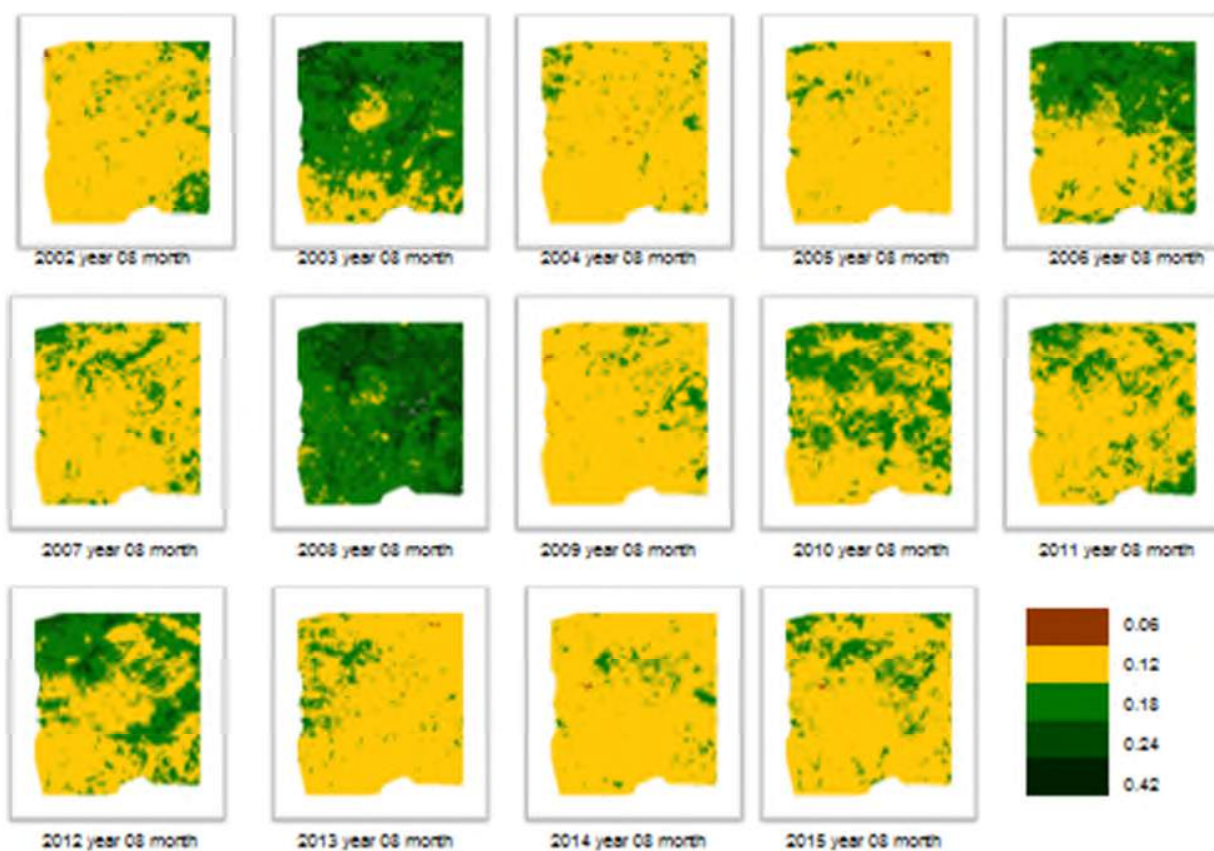 2002 year 08 month
2003 year 08 month
2004 year 08 month
2005 year 08 month
2006 year 08 month
2007 year 08 month
2008 year 08 month
2009 year 08 month
2010 year 08 month
2011 year 08 month
0.06
0.12
0.18
0.24
0.42
2012 year 08 month
2013 year 08 month
2014 year 08 month
2015 year 08 month